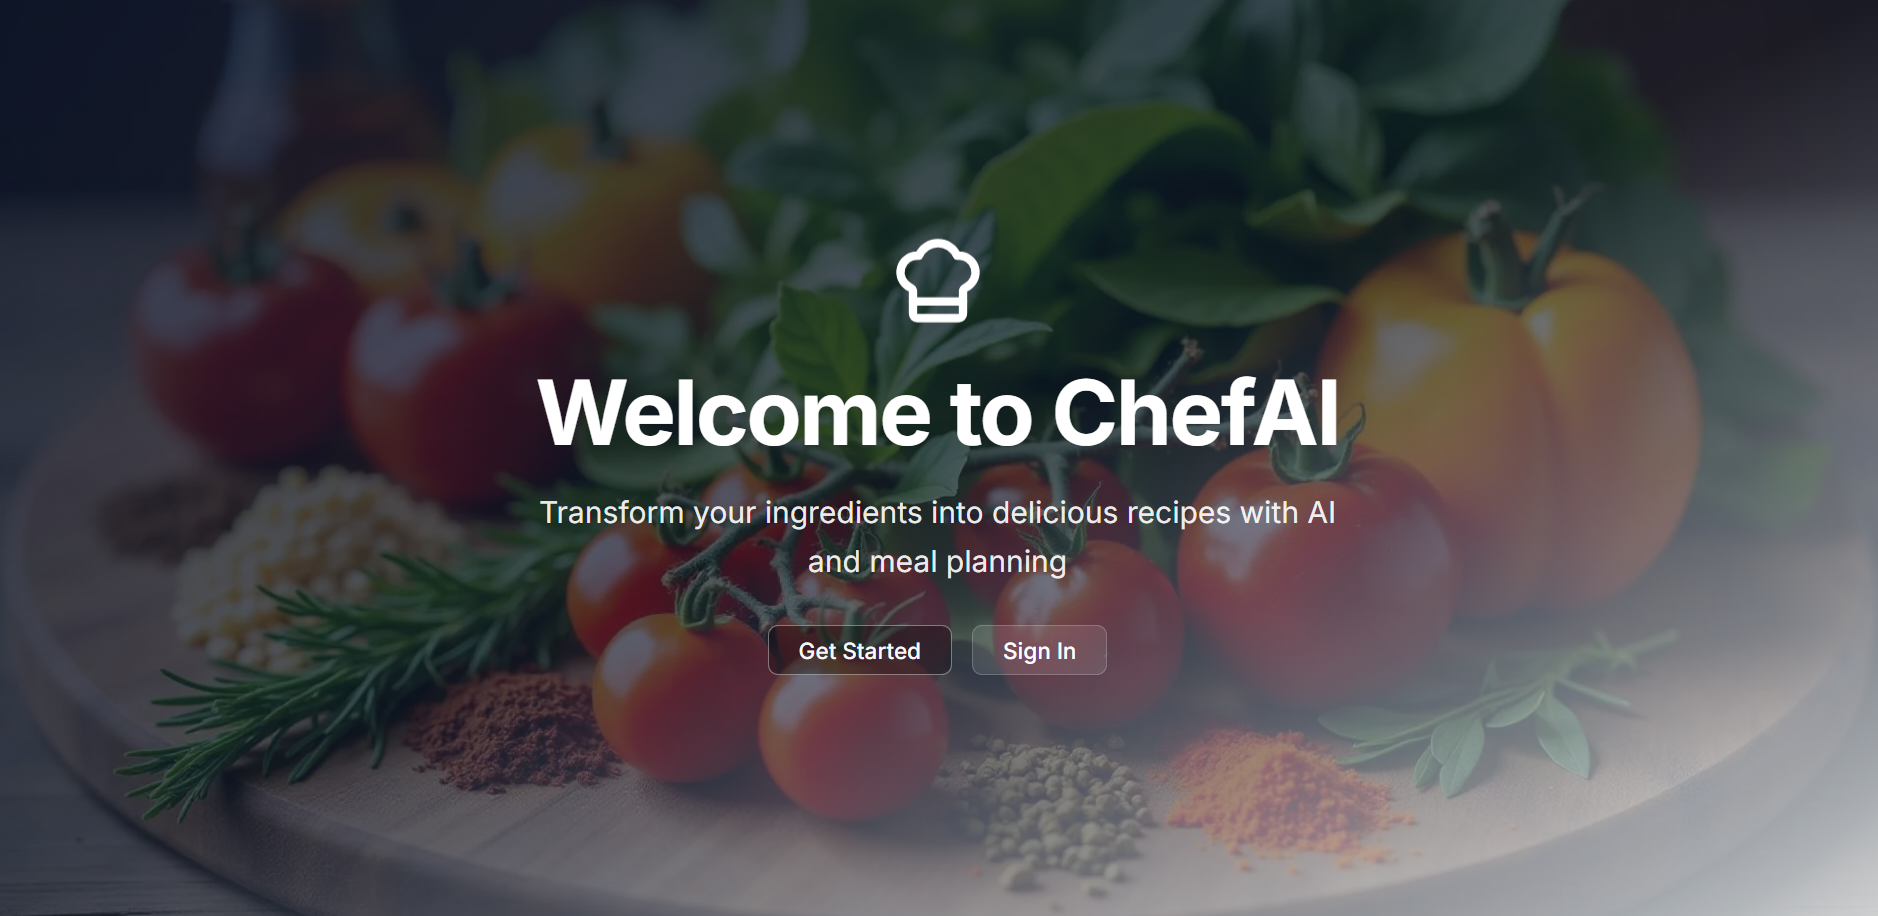 Welcome to ChefAI
Transform your ingredients into delicious recipes with AI
and meal planning
Get Started
Sign In